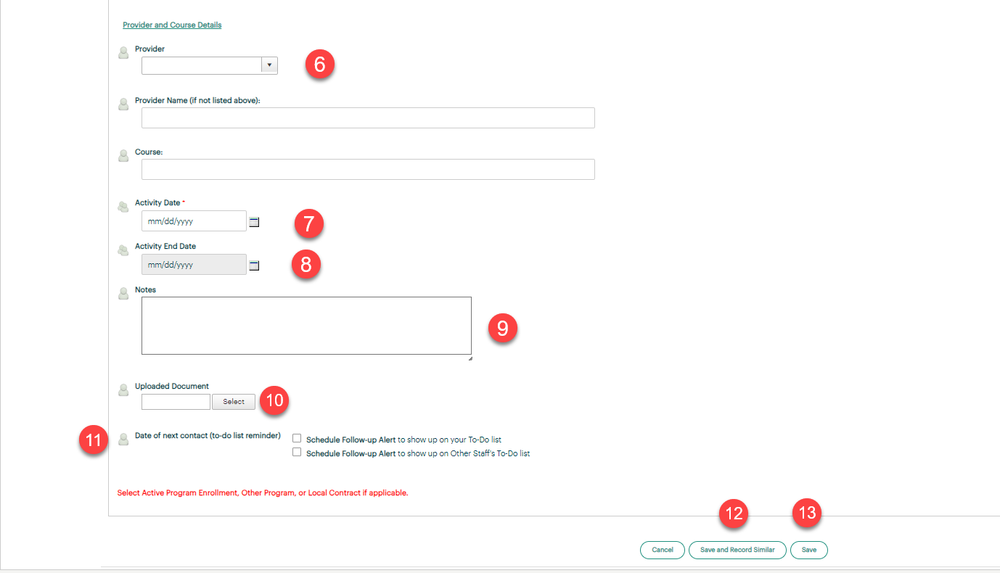 Provider and Course Details
Provider
6
Provider Name (if not listed above):
Course:
Activity Date *
mm/dd/yyyy
7
Activity End Date
mm/dd/yyyy
8
Notes
9
Uploaded Document
Select
10
11
Date of next contact (to-do list reminder)
Schedule Follow-up Alert to show up on your To-Do list
Schedule Follow-up Alert to show up on Other Staff's To-Do list
Select Active Program Enrollment, Other Program, or Local Contract if applicable.
12
13
Cancel
Save and Record Similar
Save